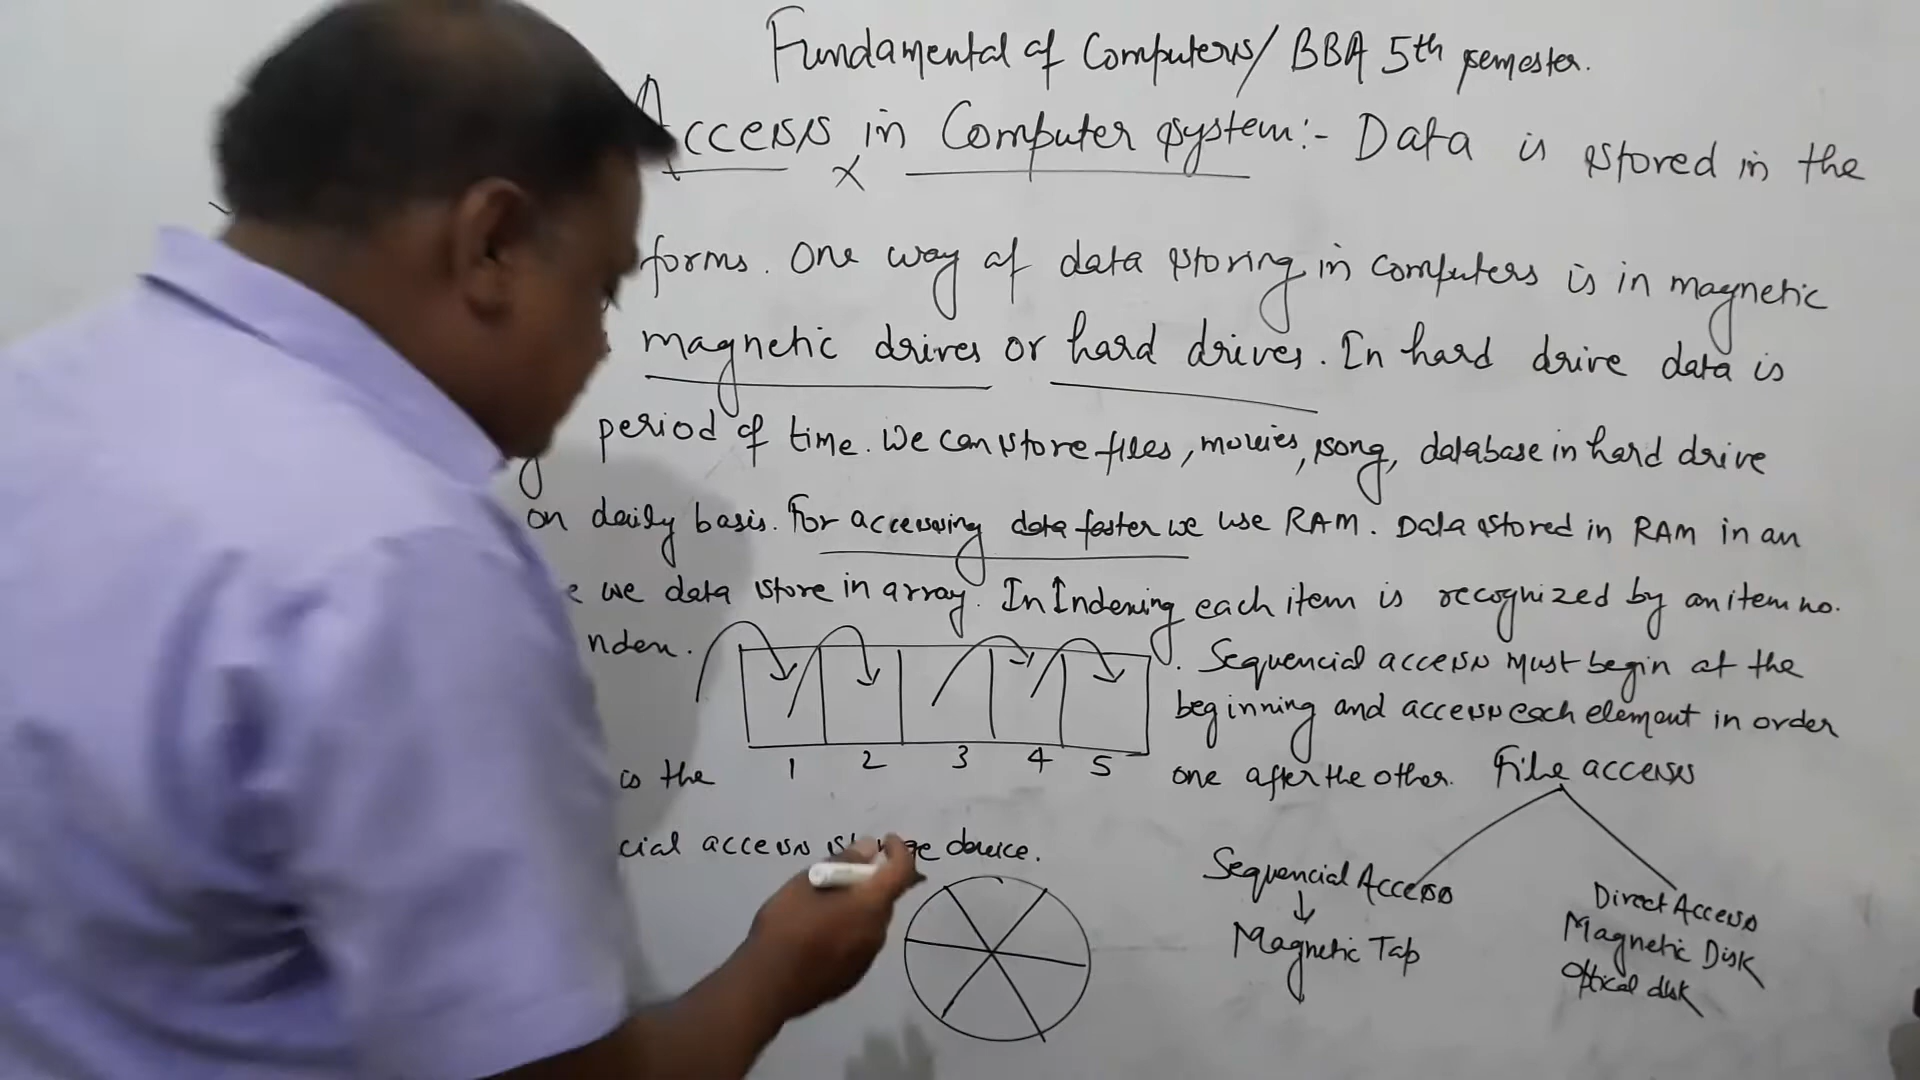 Fundamental of Computers/ BBA 5th semester.
Access in Computer system:- Data is stored in the
forms. One way of data storing in computers is in magnetic
magnetic drives or hard drives. In hard drive data is
period of time. We can store files, movies, song, database in hard drive
on daily basis. For accessing data faster we use RAM. Data stored in RAM in an
we data store in array. In Indexing each item is recognized by an item no.
ndex.
Sequencial access must begin at the
beginning and access each element in order
is the
1 2 3 4 5
one after the other.
File access
cial access storage device.
Sequencial Access
Magnetic Tap
Direct Access
Magnetic Disk
Optical disk